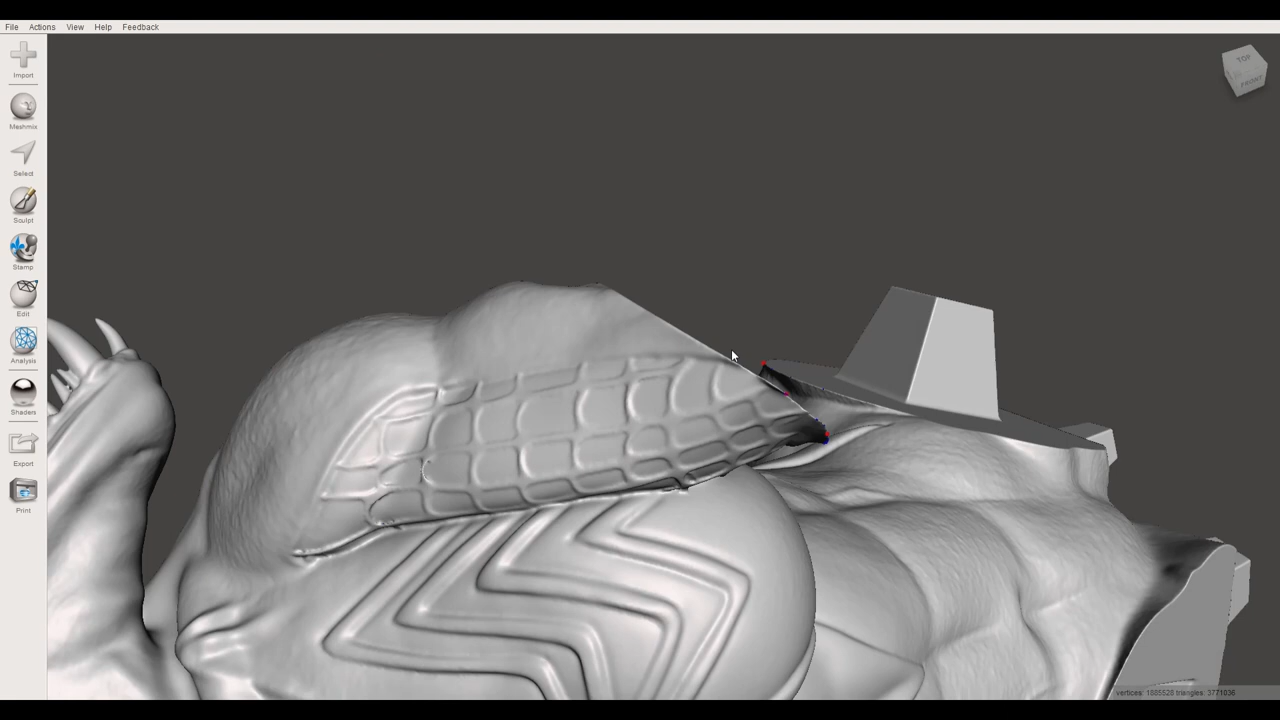 File Actions View Help Feedback
Import
Meshmix
Select
Sculpt
Stamp
Edit
Analysis
Shaders
Export
Print
TOP
FRONT
vertices: 1885528 triangles: 3771036